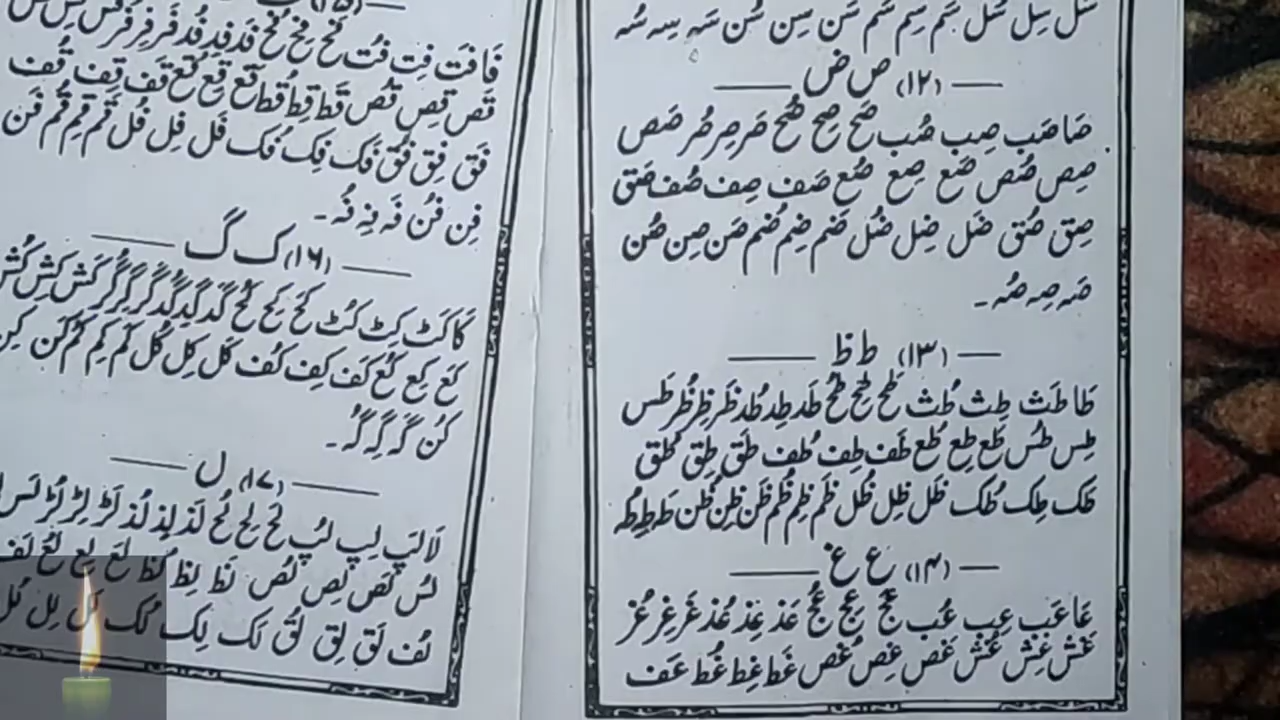 سَل سِل سُل سَم سِم سُم سَن سِن سُن سَہ سِہ سُہ
(۱۲) ص ض
صَا صَب صِب صُب صَح صِح صُح صَر صِر صُر صَص
صِص صُص صَع صِع صُع صَف صِف صُف صَق
صِق صُق ضَل ضِل ضُل ضَم ضِم ضُم صَن صِن صُن
صَہ صِہ صُہ ۔
(۱۳) ط ظ
طَا طَث طِث طُث طَح طِح طُح طَد طِد طُد ظَر ظِر ظُر طَس
طِس طُس طَع طِع طُع طَف طِف طُف طَق طِق طُق
طَک طِک طُک ظَل ظِل ظُل ظَم ظِم ظُم ظَن ظِن ظُن طَہ طِہ طُہ
(۱۴) ع غ
عَا عَب عِب عُب عَج عِج عُج عَذ عِذ عُذ غَر غِر غُر
غَش غِش غُش غَص غِص غُص غَط غِط غُط عَف
فَا فَت فِت فُت فَح فِح فُح فَد فِد فُد فَر فِر فُر
قَص قِص قُص قَط قِط قُط قَع قِع قُع قَف قِف قُف
فَق فِق فُق فَک فِک فُک فَل فِل فُل قَم قِم قُم فَن
فِن فُن فَہ فِہ فُہ ۔
(۱۶) ک گ
کَا کَٹ کِٹ کُٹ کَح کِح کُح گَد گِد گُد گَر گِر گُر کَش کِش کُش
کَع کِع کُع کَف کِف کُف کَل کِل کُل کَم کِم کُم کَن کِن
کُن گَہ گِہ گُہ ۔
(۱۷) ل
لَا لَپ لِپ لُپ لَح لِح لُح لَذ لِذ لُذ لَڑ لِڑ لُڑ لَس
لُس لَص لِص لُص لَظ لِظ لُظ لَع لِع لُع لَف
لُف لَق لِق لُق لَک لِک لُک لَل لِل لُل